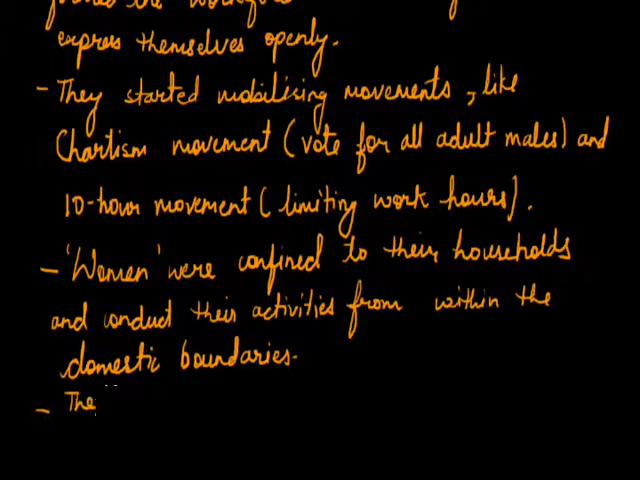 the workforce
express themselves openly.
- They started mobilising movements, like
Chartism movement (vote for all adult males) and
10-hour movement (limiting work hours).
- 'Women' were confined to their households
and conduct their activities from within the
domestic boundaries.
- The